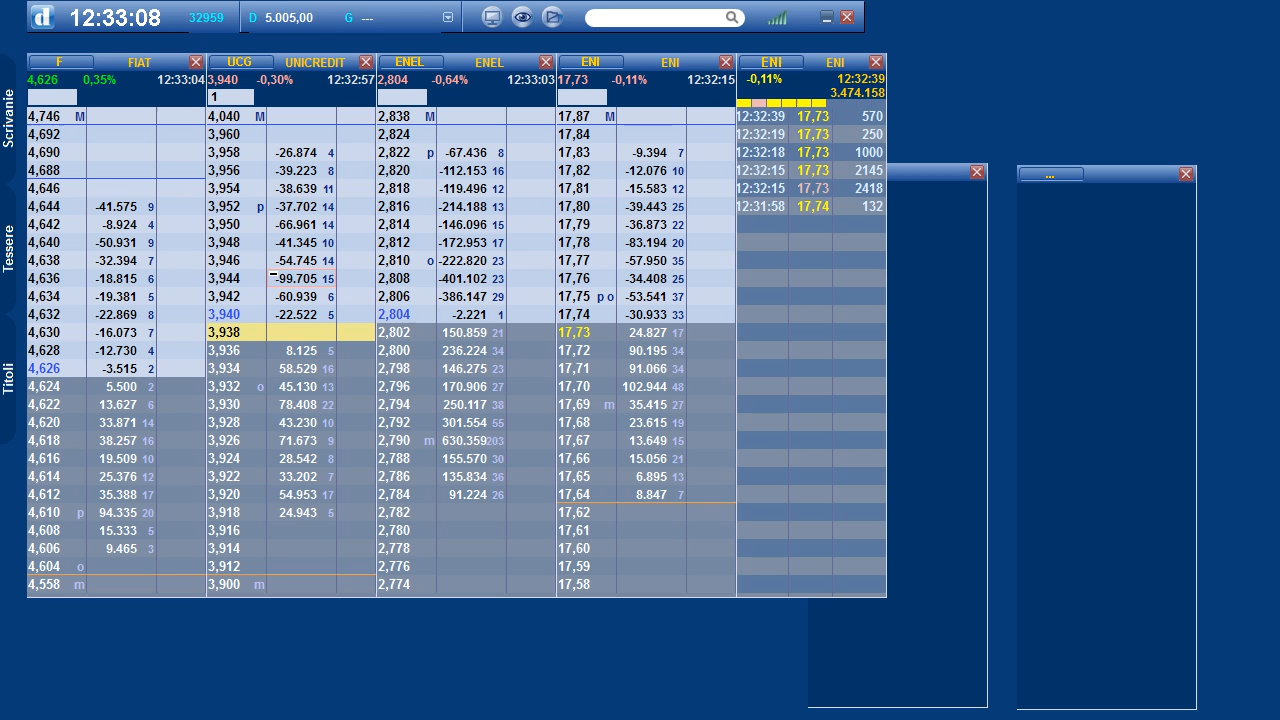 d 12:33:08 32959 D 5.005,00 G ---
Scrivanie
Tessere
Titoli
F FIAT
4,626 0,35% 12:33:04
4,746 M
4,692
4,690
4,688
4,646
4,644 -41.575 9
4,642 -8.924 4
4,640 -50.931 9
4,638 -32.394 7
4,636 -18.815 6
4,634 -19.381 5
4,632 -22.869 8
4,630 -16.073 7
4,628 -12.730 4
4,626 -3.515 2
4,624 5.500 2
4,622 13.627 6
4,620 33.871 14
4,618 38.257 16
4,616 19.509 10
4,614 25.376 12
4,612 35.388 17
4,610 p 94.335 20
4,608 15.333 5
4,606 9.465 3
4,604 o
4,558 m
UCG UNICREDIT
3,940 -0,30% 12:32:57
1
4,040 M
3,960
3,958 -26.874 4
3,956 -39.223 8
3,954 -38.639 11
3,952 p -37.702 14
3,950 -66.961 14
3,948 -41.345 10
3,946 -54.745 14
3,944 -99.705 15
3,942 -60.939 6
3,940 -22.522 5
3,938
3,936 8.125 5
3,934 58.529 16
3,932 o 45.130 13
3,930 78.408 22
3,928 43.230 10
3,926 71.673 9
3,924 28.542 8
3,922 33.202 7
3,920 54.953 17
3,918 24.943 5
3,916
3,914
3,912
3,900 m
ENEL ENEL
2,804 -0,64% 12:33:03
2,838 M
2,824
2,822 p -67.436 8
2,820 -112.153 16
2,818 -119.496 12
2,816 -214.188 13
2,814 -146.096 15
2,812 -172.953 17
2,810 o -222.820 23
2,808 -401.102 23
2,806 -386.147 29
2,804 -2.221 1
2,802 150.859 21
2,800 236.224 34
2,798 146.275 23
2,796 170.906 27
2,794 250.117 38
2,792 301.554 55
2,790 m 630.359 203
2,788 155.570 30
2,786 135.834 36
2,784 91.224 26
2,782
2,780
2,778
2,776
2,774
ENI ENI
17,73 -0,11% 12:32:15
17,87 M
17,84
17,83 -9.394 7
17,82 -12.076 10
17,81 -15.583 12
17,80 -39.443 25
17,79 -36.873 22
17,78 -83.194 20
17,77 -57.950 35
17,76 -34.408 25
17,75 p o -53.541 37
17,74 -30.933 33
17,73 24.827 17
17,72 90.195 34
17,71 91.066 34
17,70 102.944 48
17,69 m 35.415 27
17,68 23.615 19
17,67 13.649 15
17,66 15.056 21
17,65 6.895 13
17,64 8.847 7
17,62
17,61
17,60
17,59
17,58
ENI ENI
-0,11% 12:32:39
3.474.158
12:32:39 17,73 570
12:32:19 17,73 250
12:32:18 17,73 1000
12:32:15 17,73 2145
12:32:15 17,73 2418
12:31:58 17,74 132
...